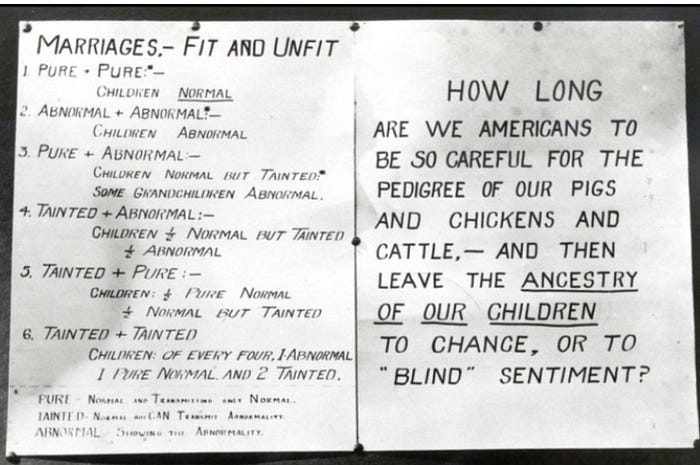 MARRIAGES,- FIT AND UNFIT
1. PURE + PURE:*—
CHILDREN NORMAL
2. ABNORMAL + ABNORMAL:*—
CHILDREN ABNORMAL
3. PURE + ABNORMAL:—
CHILDREN NORMAL BUT TAINTED:*
SOME GRANDCHILDREN ABNORMAL.
4. TAINTED + ABNORMAL:—
CHILDREN ½ NORMAL BUT TAINTED
½ ABNORMAL
5. TAINTED + PURE:—
CHILDREN: ½ PURE NORMAL
½ NORMAL BUT TAINTED
6. TAINTED + TAINTED
CHILDREN: OF EVERY FOUR, 1 ABNORMAL
1 PURE NORMAL. AND 2 TAINTED.
PURE - NORMAL AND TRANSMITTING ONLY NORMAL.
TAINTED - NORMAL BUT CAN TRANSMIT ABNORMALITY.
ABNORMAL SHOWING THE ABNORMALITY.
HOW LONG
ARE WE AMERICANS TO
BE SO CAREFUL FOR THE
PEDIGREE OF OUR PIGS
AND CHICKENS AND
CATTLE,— AND THEN
LEAVE THE ANCESTRY
OF OUR CHILDREN
TO CHANCE, OR TO
"BLIND" SENTIMENT?